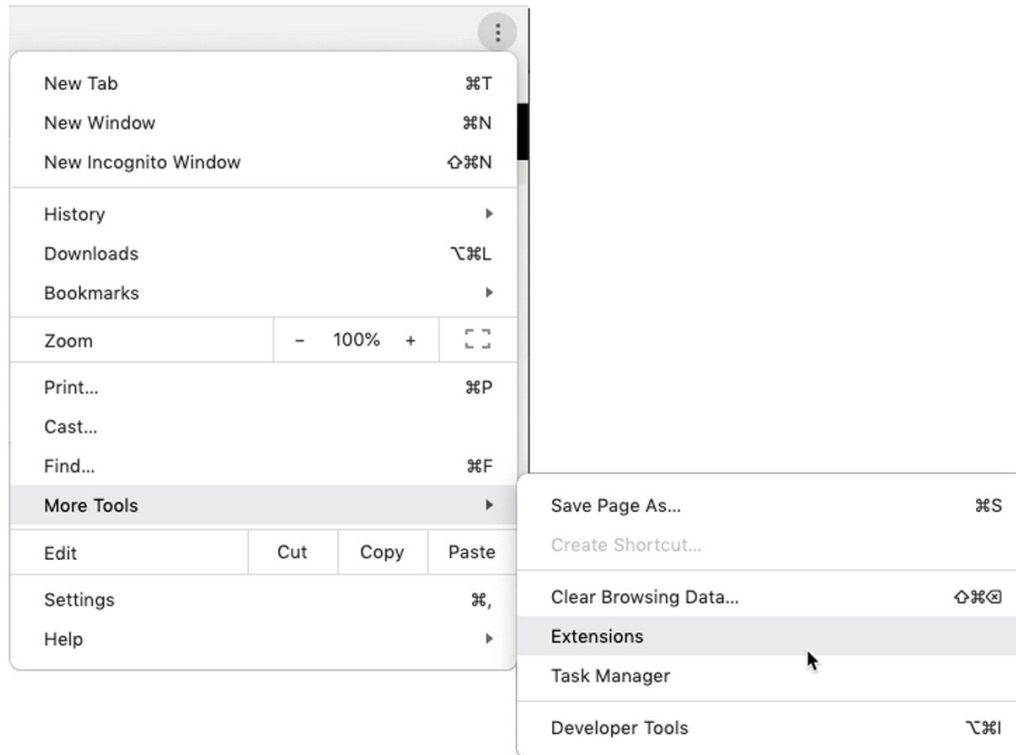 New Tab ⌘T
New Window ⌘N
New Incognito Window ⇧⌘N
History
Downloads ⌥⌘L
Bookmarks
Zoom - 100% +
Print... ⌘P
Cast...
Find... ⌘F
More Tools
Edit Cut Copy Paste
Settings ⌘,
Help
Save Page As... ⌘S
Create Shortcut...
Clear Browsing Data... ⇧⌘⌫
Extensions
Task Manager
Developer Tools ⌥⌘I